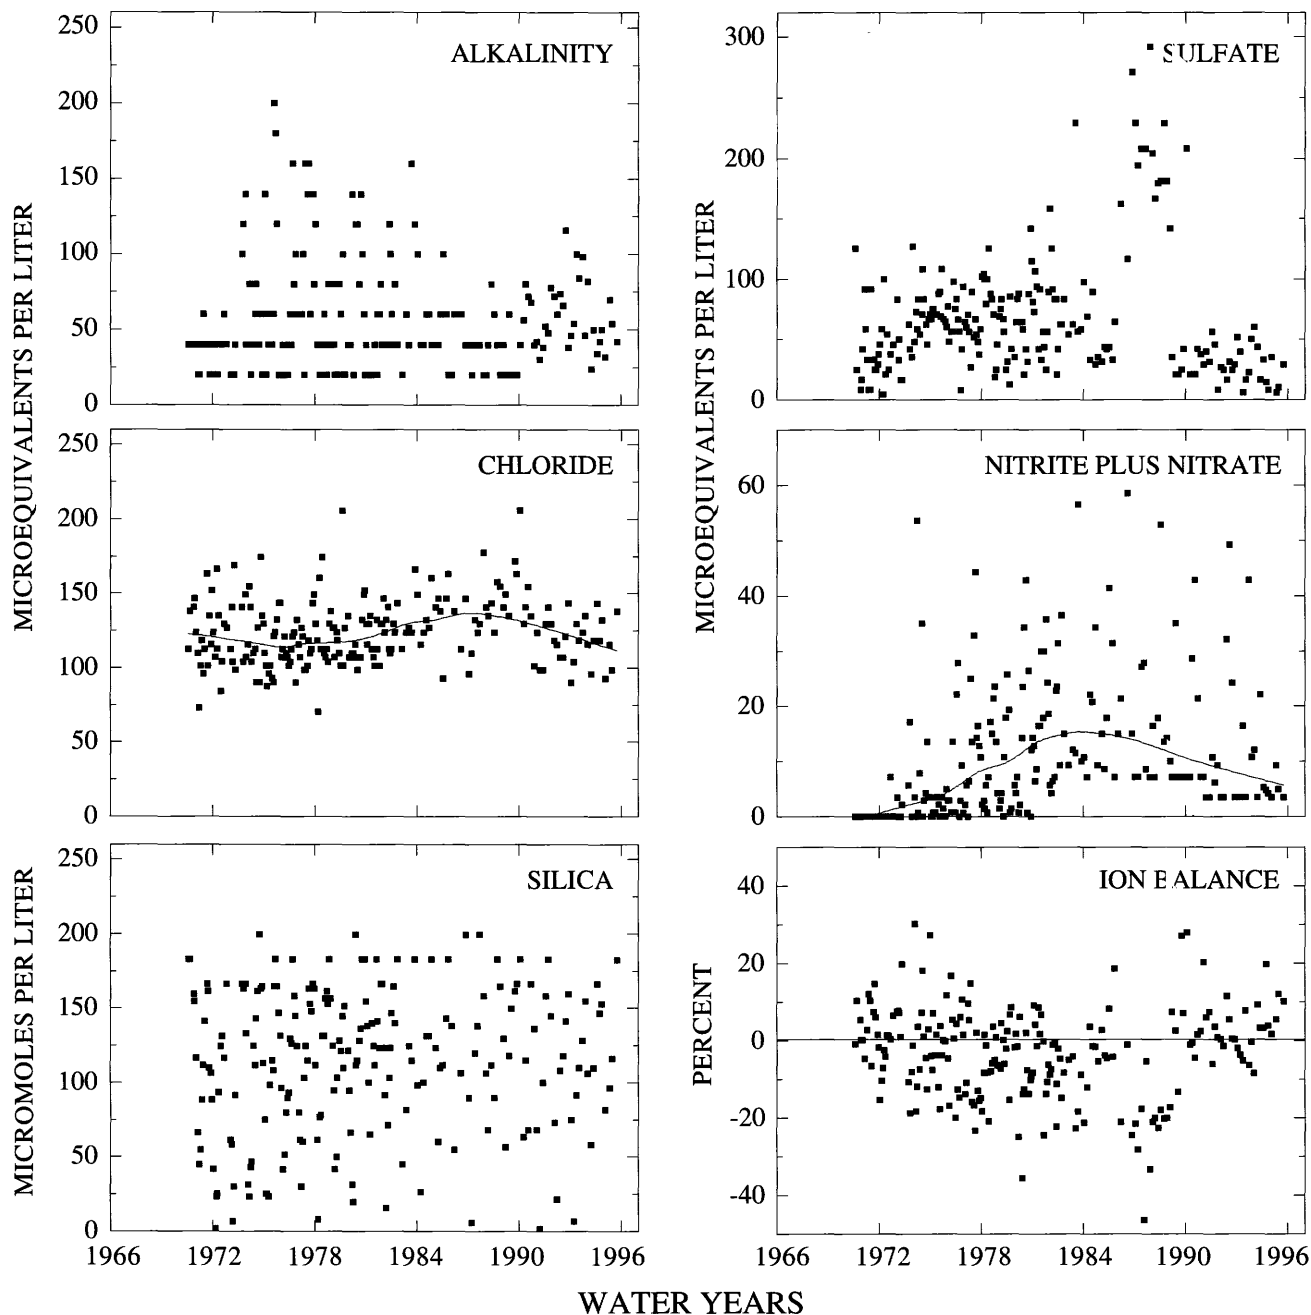 ALKALINITY
250
200
150
100
50
0
MICROEQUIVALENTS PER LITER
SULFATE
300
200
100
0
MICROEQUIVALENTS PER LITER
CHLORIDE
250
200
150
100
50
0
NITRITE PLUS NITRATE
60
40
20
0
SILICA
250
200
150
100
50
0
MICROMOLES PER LITER
1966 1972 1978 1984 1990 1996
ION BALANCE
40
20
0
-20
-40
PERCENT
1966 1972 1978 1984 1990 1996
WATER YEARS